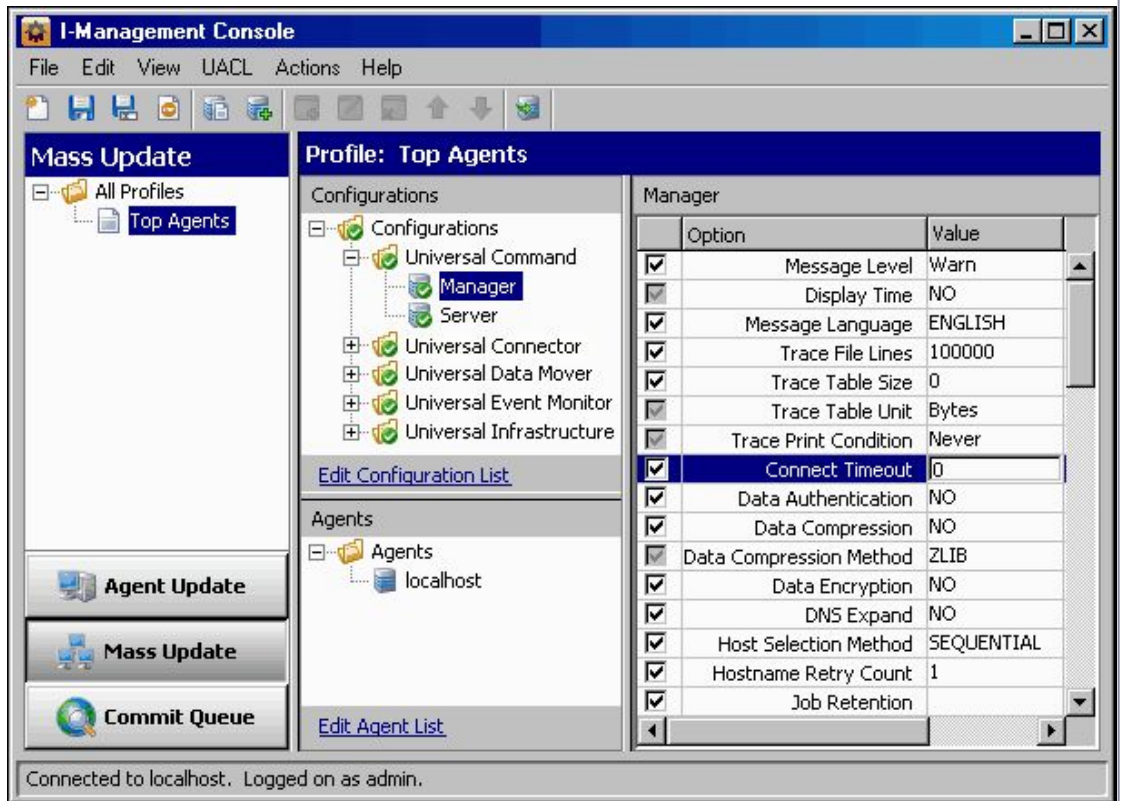 I-Management Console
File Edit View UACL Actions Help
Mass Update
All Profiles
Top Agents
Agent Update
Mass Update
Commit Queue
Profile: Top Agents
Configurations
Configurations
Universal Command
Manager
Server
Universal Connector
Universal Data Mover
Universal Event Monitor
Universal Infrastructure
Edit Configuration List
Agents
Agents
localhost
Edit Agent List
Manager
Option Value
Message Level Warn
Display Time NO
Message Language ENGLISH
Trace File Lines 100000
Trace Table Size 0
Trace Table Unit Bytes
Trace Print Condition Never
Connect Timeout 0
Data Authentication NO
Data Compression NO
Data Compression Method ZLIB
Data Encryption NO
DNS Expand NO
Host Selection Method SEQUENTIAL
Hostname Retry Count 1
Job Retention
Connected to localhost. Logged on as admin.